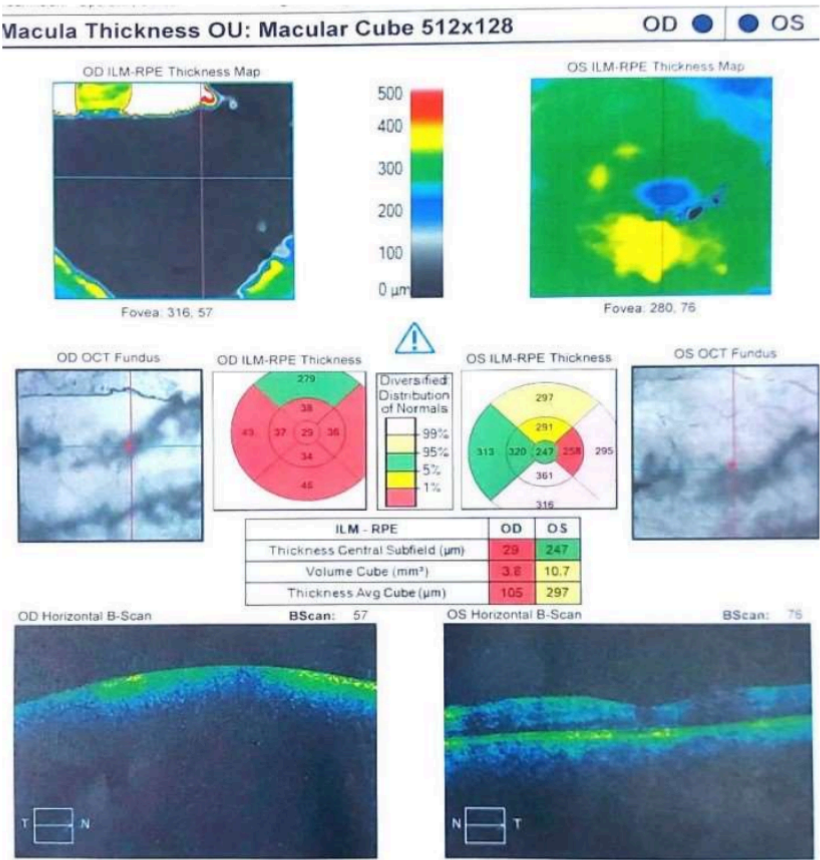 Macula Thickness OU: Macular Cube 512x128 OD OS
OD ILM-RPE Thickness Map
OS ILM-RPE Thickness Map
500
400
300
200
100
0 µm
Fovea: 316, 57
Fovea: 280, 76
OD OCT Fundus
OD ILM-RPE Thickness
OS ILM-RPE Thickness
OS OCT Fundus
Diversified
Distribution
of Normals
99%
95%
5%
1%
279
38
37 29 36
34
297
291
313 320 247 258 295
361
316
ILM - RPE OD OS
Thickness Central Subfield (µm) 29 247
Volume Cube (mm³) 3.8 10.7
Thickness Avg Cube (µm) 105 297
OD Horizontal B-Scan BScan: 57
OS Horizontal B-Scan BScan: 76
T N
N T